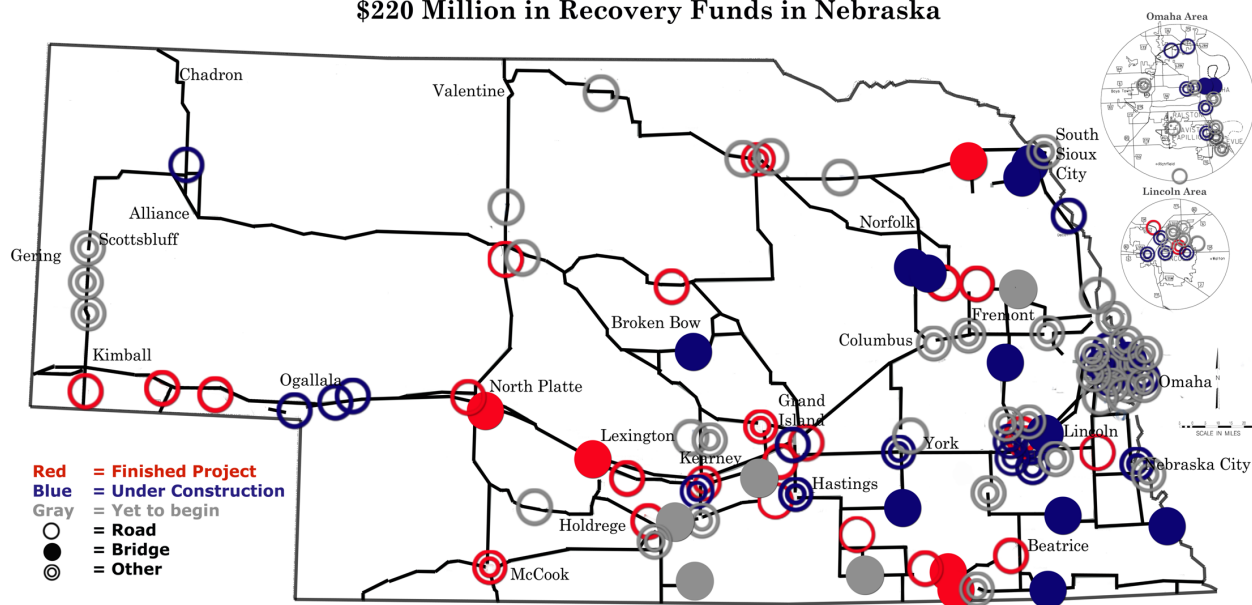 $220 Million in Recovery Funds in Nebraska
Omaha Area
Chadron
Valentine
South
Sioux
City
Lincoln Area
Alliance
Norfolk
Scottsbluff
Gering
Fremont
Broken Bow
Columbus
Kimball
Ogallala
North Platte
Omaha
N
Grand
Island
SCALE IN MILES
Lexington
York
Lincoln
Kearney
Nebraska City
Red = Finished Project
Blue = Under Construction
Gray = Yet to begin
= Road
= Bridge
= Other
Hastings
Holdrege
Beatrice
McCook